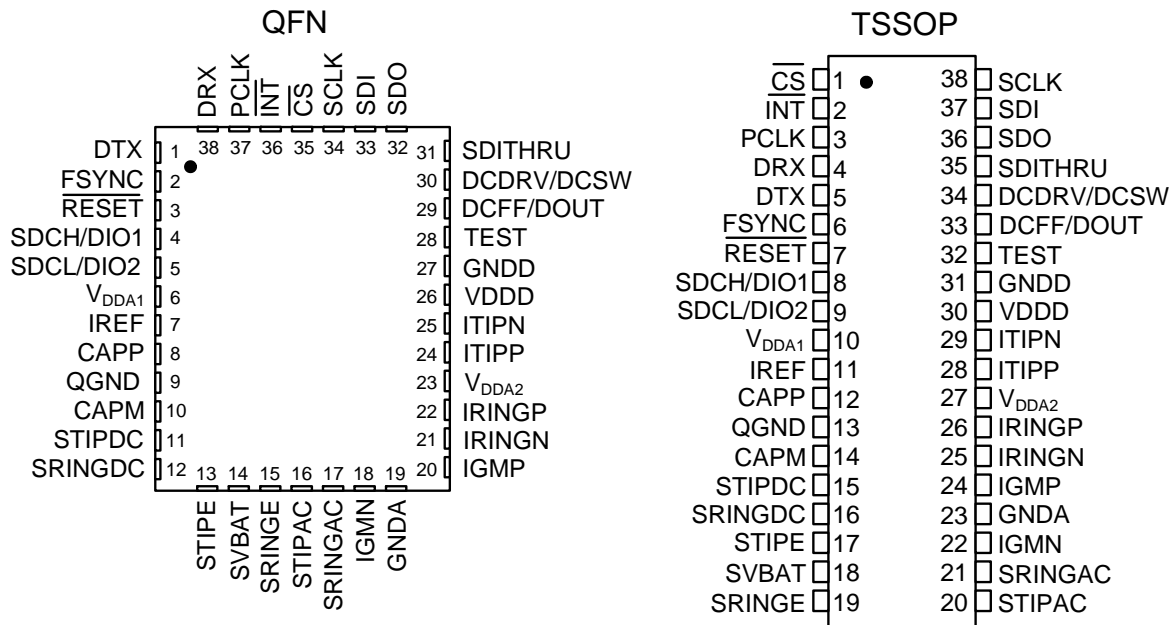 QFN
DRX
PCLK
INT
CS
SCLK
SDI
SDO
38
37
36
35
34
33
32
DTX 1
FSYNC 2
RESET 3
SDCH/DIO1 4
SDCL/DIO2 5
VDDA1 6
IREF 7
CAPP 8
QGND 9
CAPM 10
STIPDC 11
SRINGDC 12
31 SDITHRU
30 DCDRV/DCSW
29 DCFF/DOUT
28 TEST
27 GNDD
26 VDDD
25 ITIPN
24 ITIPP
23 VDDA2
22 IRINGP
21 IRINGN
20 IGMP
13
14
15
16
17
18
19
STIPE
SVBAT
SRINGE
STIPAC
SRINGAC
IGMN
GNDA
TSSOP
CS 1
INT 2
PCLK 3
DRX 4
DTX 5
FSYNC 6
RESET 7
SDCH/DIO1 8
SDCL/DIO2 9
VDDA1 10
IREF 11
CAPP 12
QGND 13
CAPM 14
STIPDC 15
SRINGDC 16
STIPE 17
SVBAT 18
SRINGE 19
38 SCLK
37 SDI
36 SDO
35 SDITHRU
34 DCDRV/DCSW
33 DCFF/DOUT
32 TEST
31 GNDD
30 VDDD
29 ITIPN
28 ITIPP
27 VDDA2
26 IRINGP
25 IRINGN
24 IGMP
23 GNDA
22 IGMN
21 SRINGAC
20 STIPAC